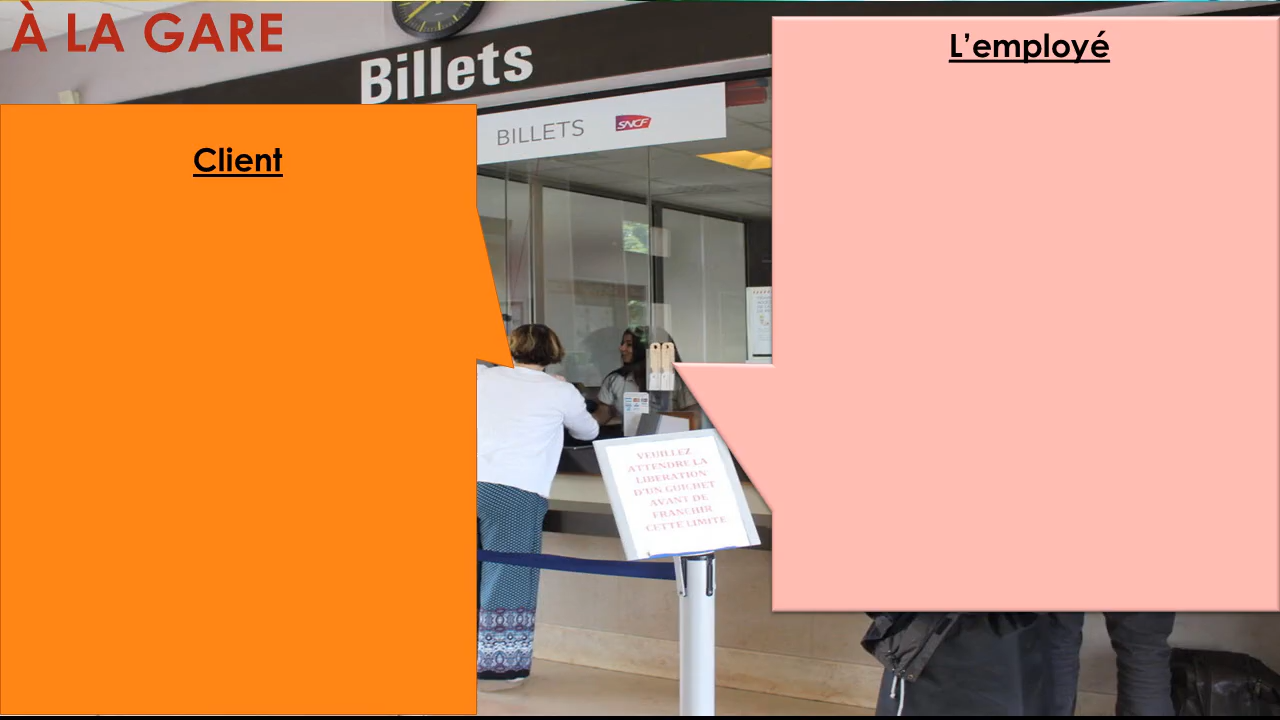 À LA GARE
Billets
BILLETS SNCF
Client
L'employé
VEUILLEZ
ATTENDRE LA
LIBERATION
D'UN GUICHET
AVANT DE
FRANCHIR
CETTE LIMITE